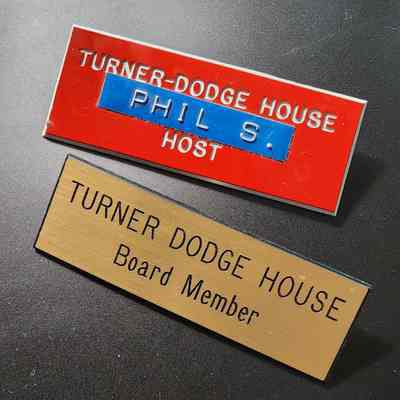 TURNER-DODGE HOUSE
PHIL S.
HOST
TURNER DODGE HOUSE
Board Member